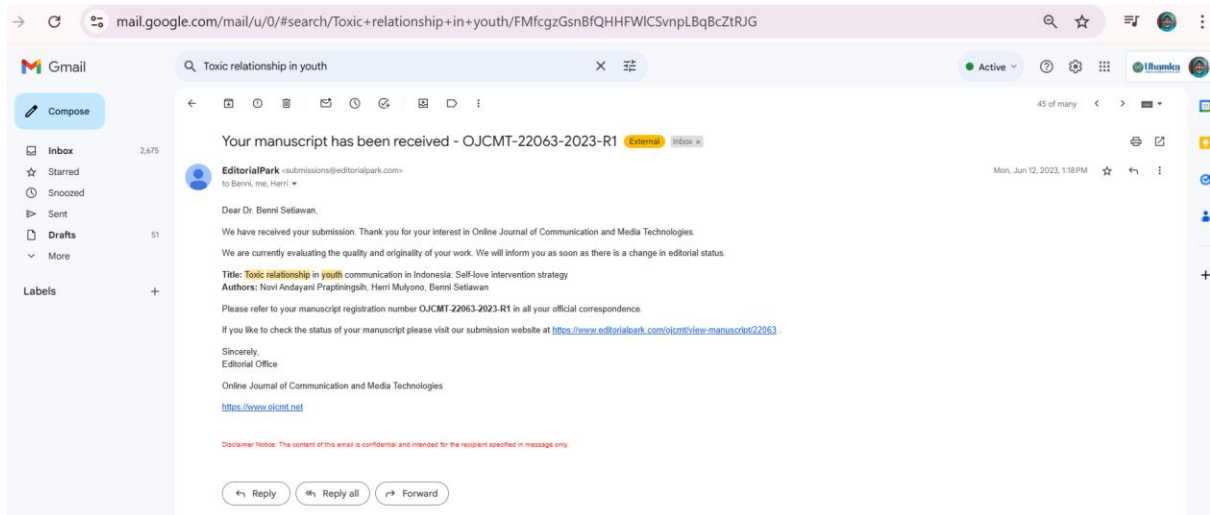 mail.google.com/mail/u/0/#search/Toxic+relationship+in+youth/FMfcgzGsnBfQHHFWlCSvnpLBqBcZtRJG
Gmail
Toxic relationship in youth
Active
Uhamka
Compose
45 of many
Your manuscript has been received - OJCMT-22063-2023-R1 External Inbox x
Inbox 2,675
Starred
Snoozed
Sent
Drafts 51
More
Labels +
EditorialPark <submissions@editorialpark.com>
Mon, Jun 12, 2023, 1:18 PM
to Benni, me, Herri
Dear Dr. Benni Setiawan,
We have received your submission. Thank you for your interest in Online Journal of Communication and Media Technologies.
We are currently evaluating the quality and originality of your work. We will inform you as soon as there is a change in editorial status.
Title: Toxic relationship in youth communication in Indonesia: Self-love intervention strategy
Authors: Novi Andayani Praptiningsih, Herri Mulyono, Benni Setiawan
Please refer to your manuscript registration number OJCMT-22063-2023-R1 in all your official correspondence.
If you like to check the status of your manuscript please visit our submission website at https://www.editorialpark.com/ojcmt/view-manuscript/22063 .
Sincerely,
Editorial Office
Online Journal of Communication and Media Technologies
https://www.ojcmt.net
Disclaimer Notice: The content of this email is confidential and intended for the recipient specified in message only.
Reply
Reply all
Forward